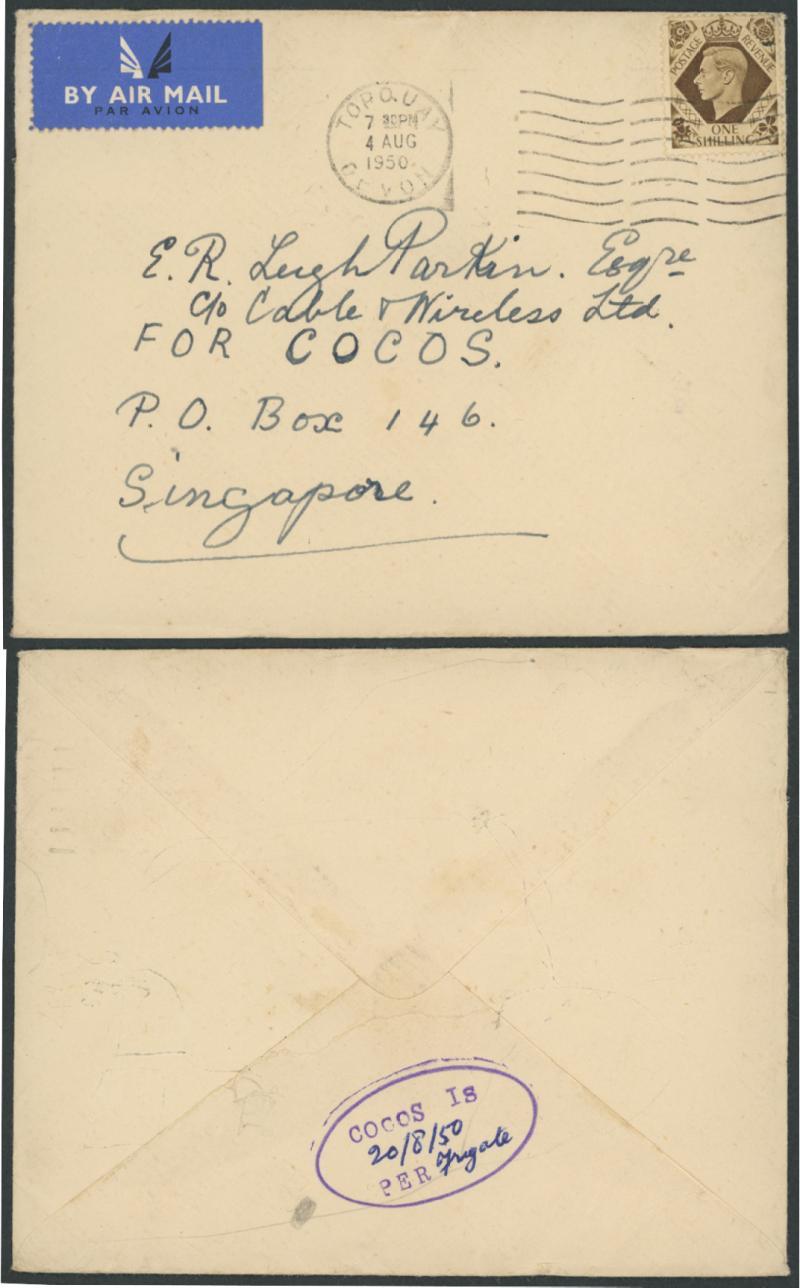 BY AIR MAIL
PAR AVION
TORQUAY
7 30PM
4 AUG
1950
DEVON
POSTAGE REVENUE
ONE
SHILLING
E. R. Leigh Parkin. Esqre
c/o Cable & Wireless Ltd.
FOR COCOS.
P.O. Box 146.
Singapore.
COCOS Is
20/8/50
PER Frigate